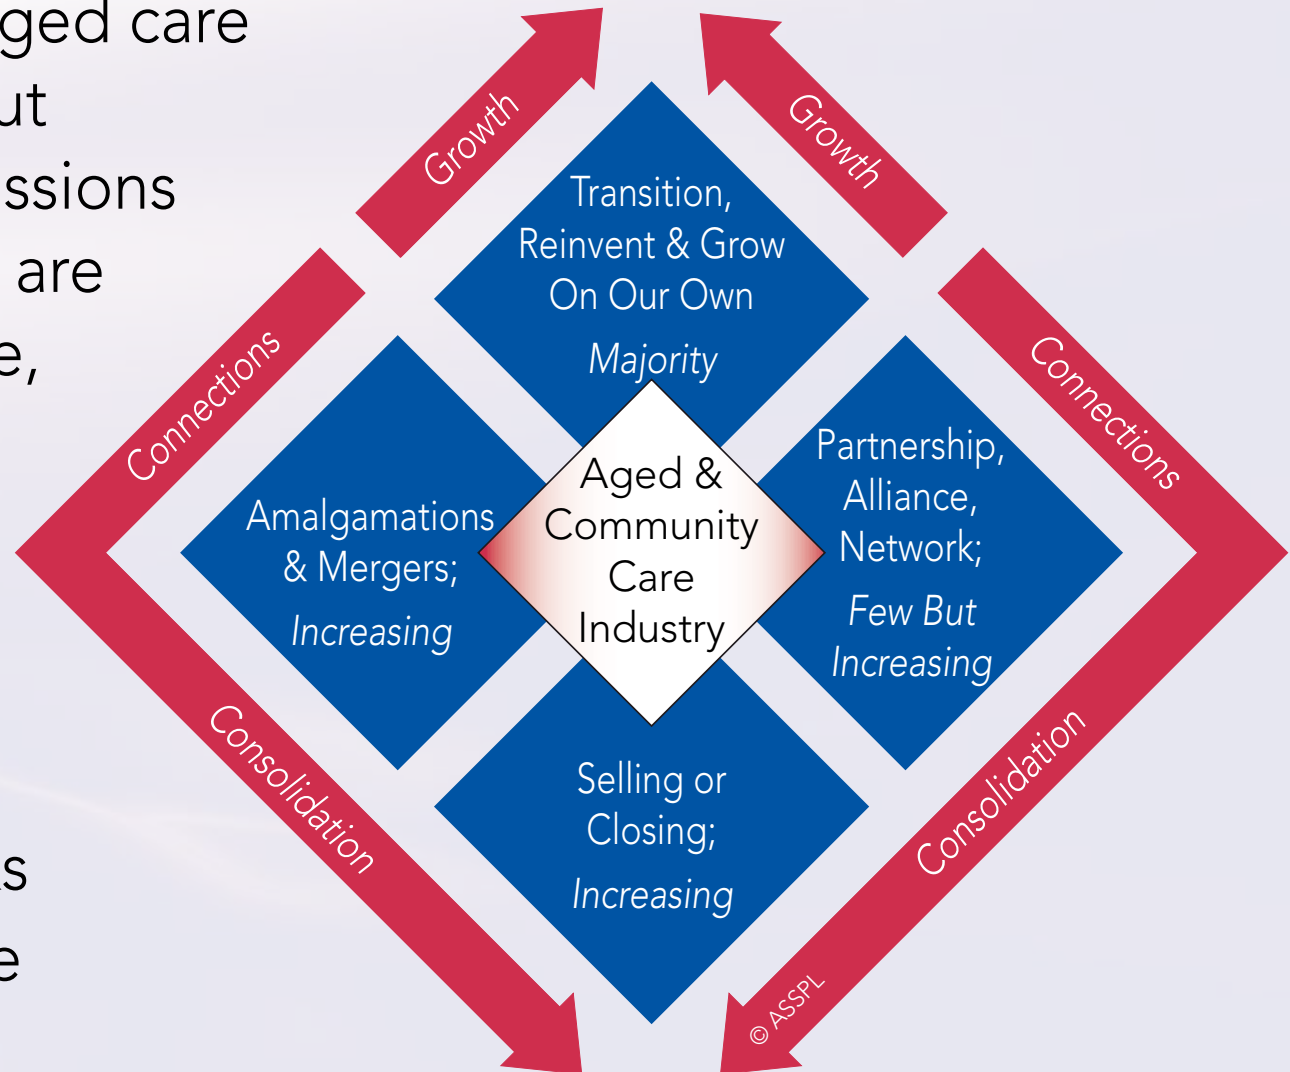 ged care
ut
ssions
are
e,
s
e
Growth
Growth
Transition,
Reinvent & Grow
On Our Own
Majority
Connections
Connections
Amalgamations
& Mergers;
Increasing
Aged &
Community
Care
Industry
Partnership,
Alliance,
Network;
Few But
Increasing
Selling or
Closing;
Increasing
Consolidation
Consolidation
© ASSPL